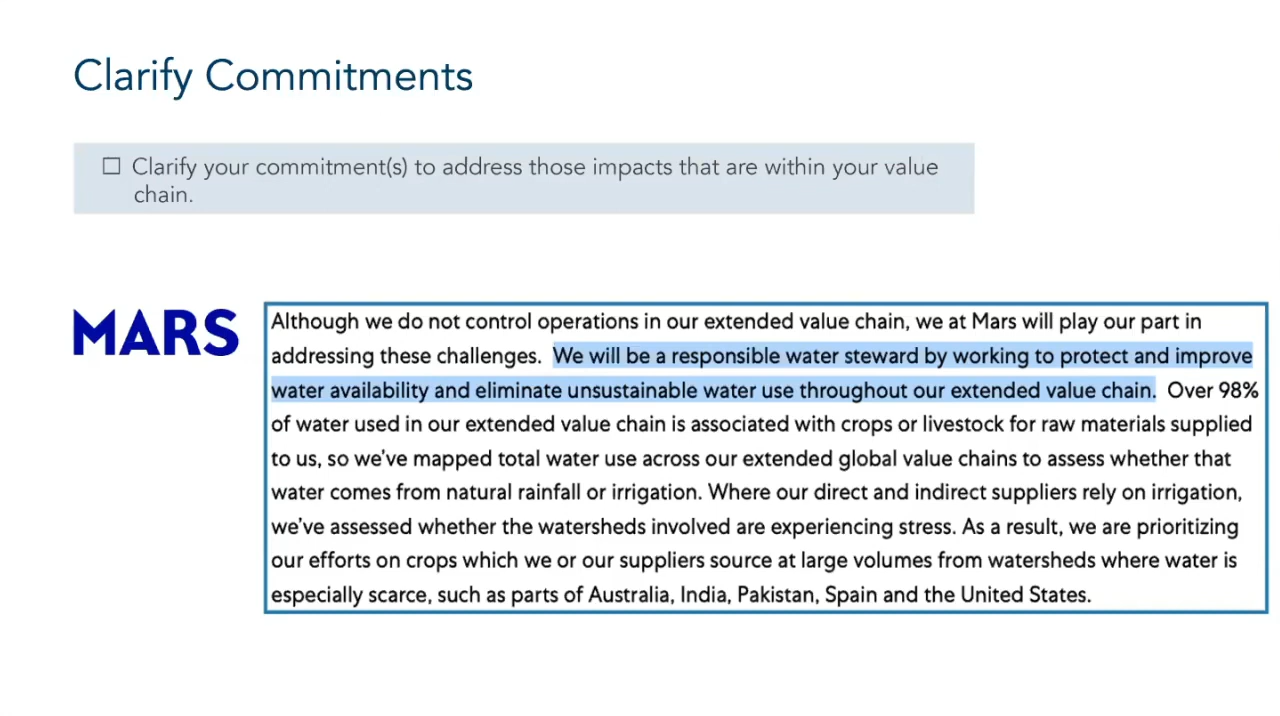 Clarify Commitments
☐ Clarify your commitment(s) to address those impacts that are within your value
chain.
MARS
Although we do not control operations in our extended value chain, we at Mars will play our part in
addressing these challenges. We will be a responsible water steward by working to protect and improve
water availability and eliminate unsustainable water use throughout our extended value chain. Over 98%
of water used in our extended value chain is associated with crops or livestock for raw materials supplied
to us, so we've mapped total water use across our extended global value chains to assess whether that
water comes from natural rainfall or irrigation. Where our direct and indirect suppliers rely on irrigation,
we've assessed whether the watersheds involved are experiencing stress. As a result, we are prioritizing
our efforts on crops which we or our suppliers source at large volumes from watersheds where water is
especially scarce, such as parts of Australia, India, Pakistan, Spain and the United States.